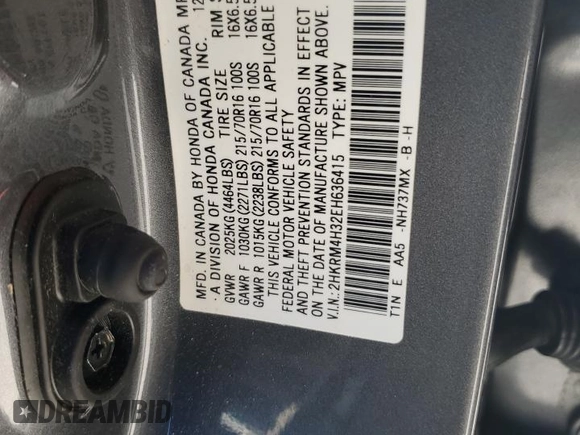 MFD. IN CANADA BY HONDA OF CANADA MF
· A DIVISION OF HONDA CANADA INC. 12
TIRE SIZE RIM S
GVWR 2025KG (4464LBS)
GAWR F 1030KG (2271LBS) 215/70R16 100S 16X6.5
GAWR R 1015KG (2238LBS) 215/70R16 100S 16X6.5
THIS VEHICLE CONFORMS TO ALL APPLICABLE
FEDERAL MOTOR VEHICLE SAFETY
AND THEFT PREVENTION STANDARDS IN EFFECT
ON THE DATE OF MANUFACTURE SHOWN ABOVE.
V.I.N.: 2HKRM4H32EH636415 TYPE: MPV
T1N E AA5 -NH737MX -B -H
DREAMBID